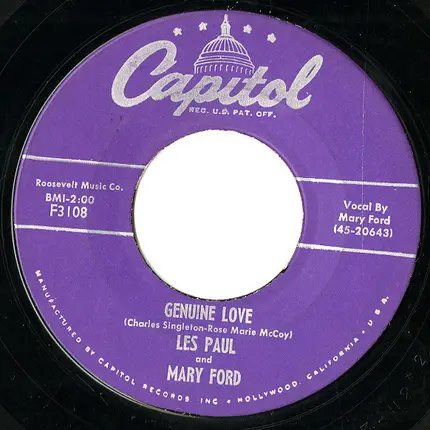 Capitol
REG. U.S. PAT. OFF.
Roosevelt Music Co.
BMI-2:00
F3108
Vocal By
Mary Ford
(45-20643)
GENUINE LOVE
(Charles Singleton-Rose Marie McCoy)
LES PAUL
and
MARY FORD
MANUFACTURED BY CAPITOL RECORDS INC • HOLLYWOOD, CALIFORNIA • U.S.A.